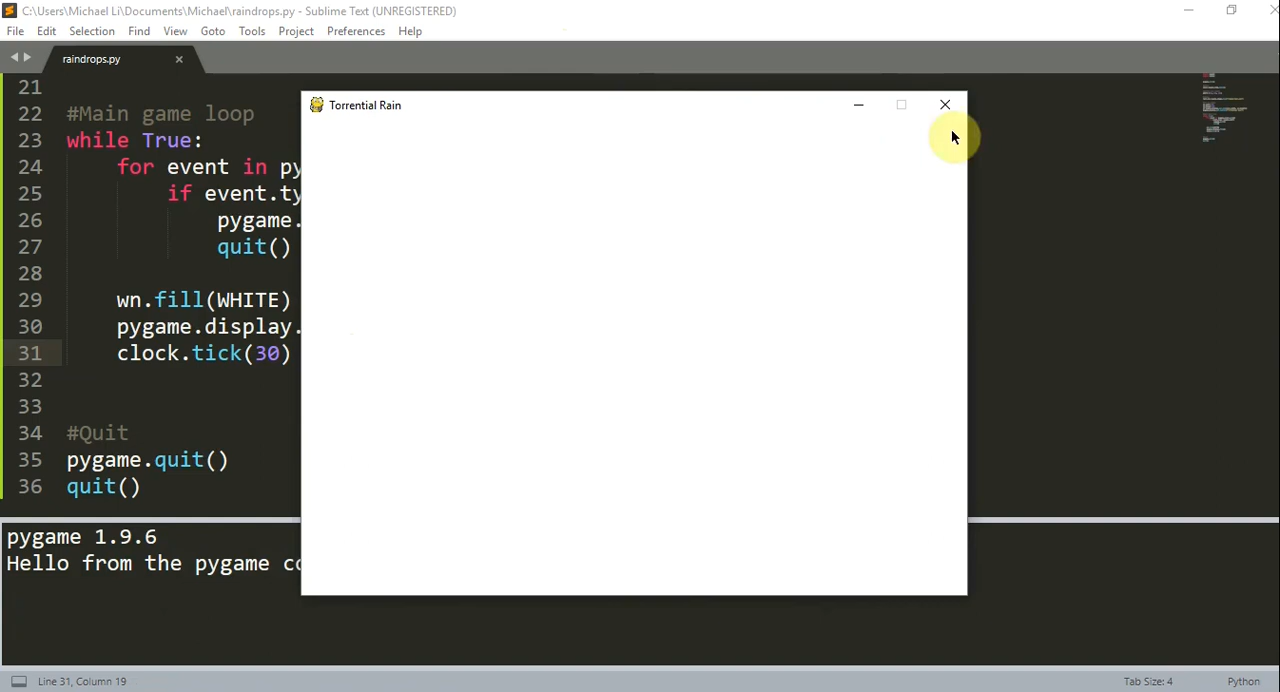 C:\Users\Michael Li\Documents\Michael\raindrops.py - Sublime Text (UNREGISTERED)
File Edit Selection Find View Goto Tools Project Preferences Help
raindrops.py
21
22 #Main game loop
23 while True:
24 for event in py
25 if event.ty
26 pygame.
27 quit()
28
29 wn.fill(WHITE)
30 pygame.display.
31 clock.tick(30)
32
33
34 #Quit
35 pygame.quit()
36 quit()
Torrential Rain
pygame 1.9.6
Hello from the pygame co
Line 31, Column 19 Tab Size: 4 Python